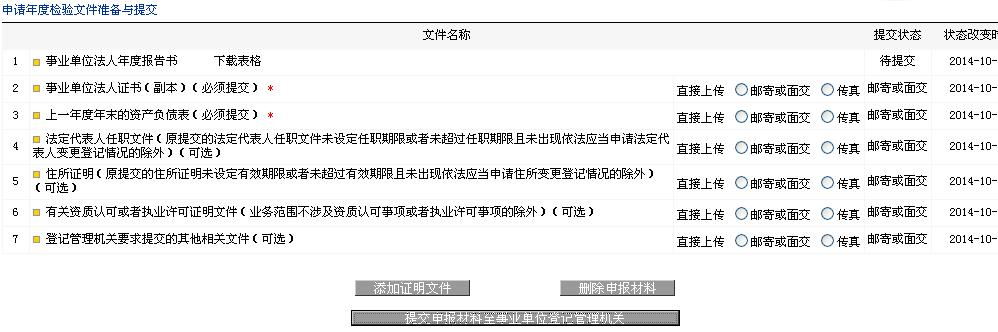 申请年度检验文件准备与提交
文件名称 提交状态 状态改变时
1 事业单位法人年度报告书 下载表格 待提交 2014-10-
2 事业单位法人证书(副本)(必须提交) * 直接上传 邮寄或面交 传真 邮寄或面交 2014-10-
3 上一年度年末的资产负债表(必须提交) * 直接上传 邮寄或面交 传真 邮寄或面交 2014-10-
4 法定代表人任职文件(原提交的法定代表人任职文件未设定任职期限或者未超过任职期限且未出现依法应当申请法定代
表人变更登记情况的除外)(可选) 直接上传 邮寄或面交 传真 邮寄或面交 2014-10-
5 住所证明(原提交的住所证明未设定有效期限或者未超过有效期限且未出现依法应当申请住所变更登记情况的除外)
(可选) 直接上传 邮寄或面交 传真 邮寄或面交 2014-10-
6 有关资质认可或者执业许可证明文件(业务范围不涉及资质认可事项或者执业许可事项的除外)(可选) 直接上传 邮寄或面交 传真 邮寄或面交 2014-10-
7 登记管理机关要求提交的其他相关文件(可选) 直接上传 邮寄或面交 传真 邮寄或面交 2014-10-
添加证明文件 删除申报材料
提交申报材料至事业单位登记管理机关